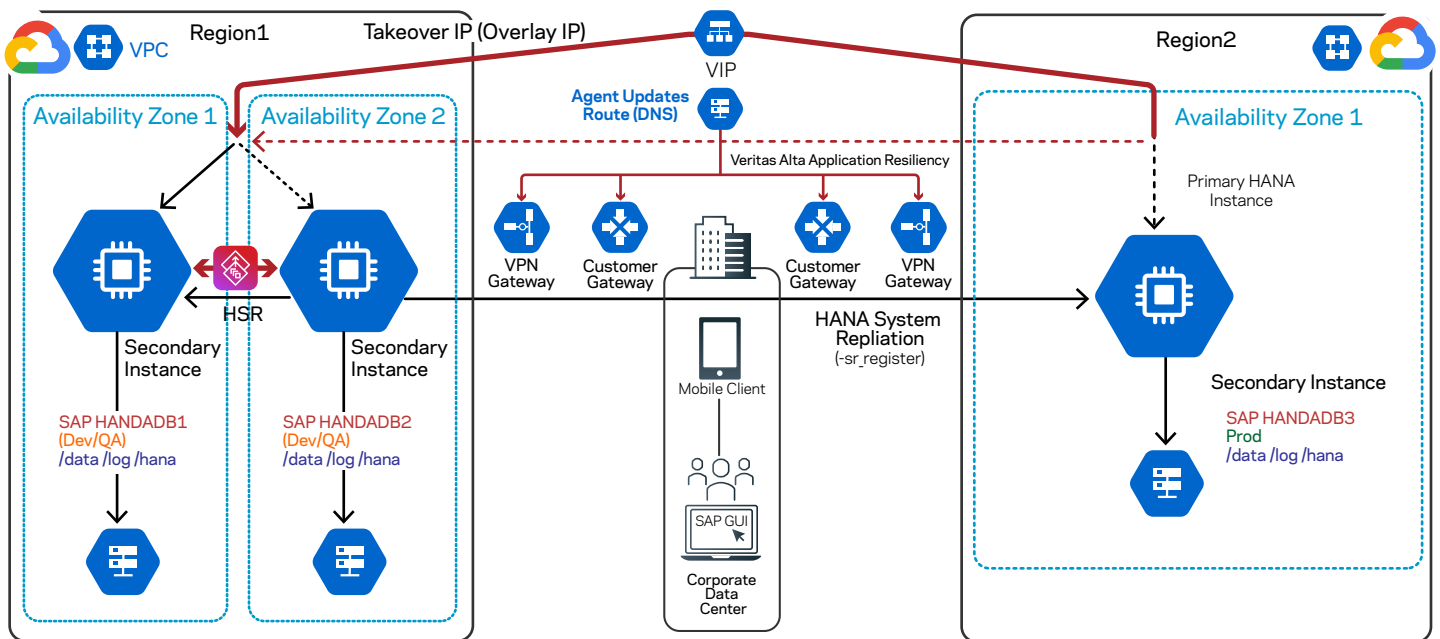 VPC
Region1
Takeover IP (Overlay IP)
VIP
Region2
Availability Zone 1
Availability Zone 2
Agent Updates
Route (DNS)
Availability Zone 1
Veritas Alta Application Resiliency
Primary HANA
Instance
VPN
Gateway
Customer
Gateway
Customer
Gateway
VPN
Gateway
HSR
HANA System
Repliation
(-sr_register)
Secondary
Instance
Secondary
Instance
Mobile Client
Secondary Instance
SAP HANDADB1
(Dev/QA)
/data /log /hana
SAP HANDADB2
(Dev/QA)
/data /log /hana
SAP HANDADB3
Prod
/data /log /hana
SAP GUI
Corporate
Data
Center